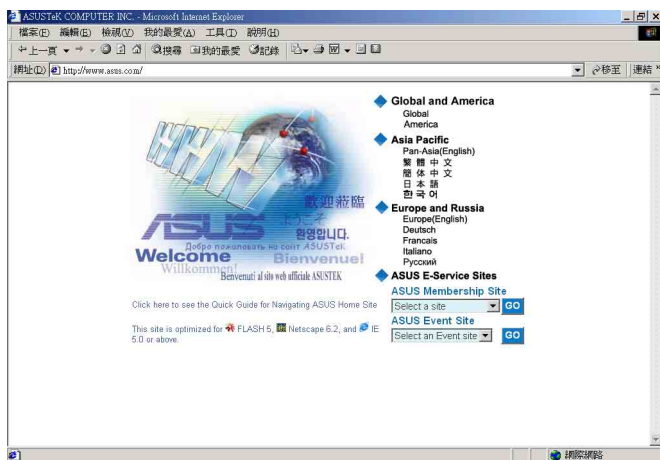 ASUSTeK COMPUTER INC. - Microsoft Internet Explorer
檔案(F) 編輯(E) 檢視(V) 我的最愛(A) 工具(T) 說明(H)
上一頁 搜尋 我的最愛 記錄
網址(D) http://www.asus.com/ 移至 連結 »
WWW
歡迎蒞臨
ようこそ
ASUS
환영합니다.
Добро пожаловать на сайт ASUSTeK
Welcome
Bienvenue!
Willkommen!
Benvenuti al sito web ufficiale ASUSTEK
Click here to see the Quick Guide for Navigating ASUS Home Site
This site is optimized for FLASH 5, Netscape 6.2, and IE
5.0 or above.
Global and America
Global
America
Asia Pacific
Pan-Asia(English)
繁 體 中 文
簡 体 中 文
日 本 語
한 국 어
Europe and Russia
Europe(English)
Deutsch
Francais
Italiano
Русский
ASUS E-Service Sites
ASUS Membership Site
Select a site GO
ASUS Event Site
Select an Event site GO
網際網路